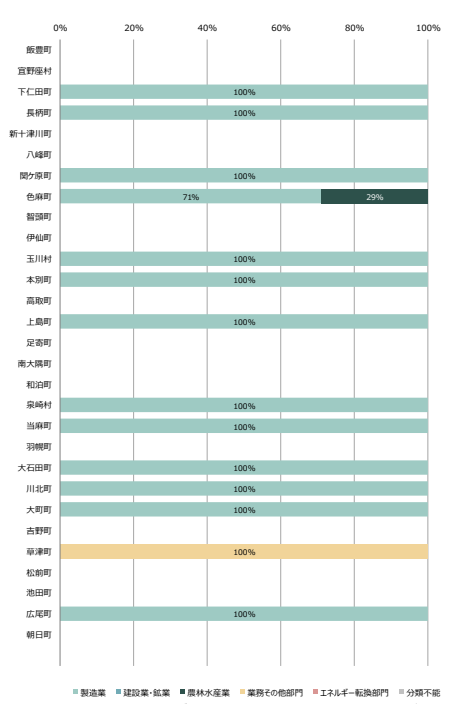 0% 20% 40% 60% 80% 100%
飯豊町
宜野座村
下仁田町 100%
長柄町 100%
新十津川町
八峰町
関ケ原町 100%
色麻町 71% 29%
智頭町
伊仙町
玉川村 100%
本別町 100%
高取町
上島町 100%
足寄町
南大隅町
和泊町
泉崎村 100%
当麻町 100%
羽幌町
大石田町 100%
川北町 100%
大町町 100%
吉野町
草津町 100%
松前町
池田町
広尾町 100%
朝日町
製造業 建設業・鉱業 農林水産業 業務その他部門 エネルギー転換部門 分類不能